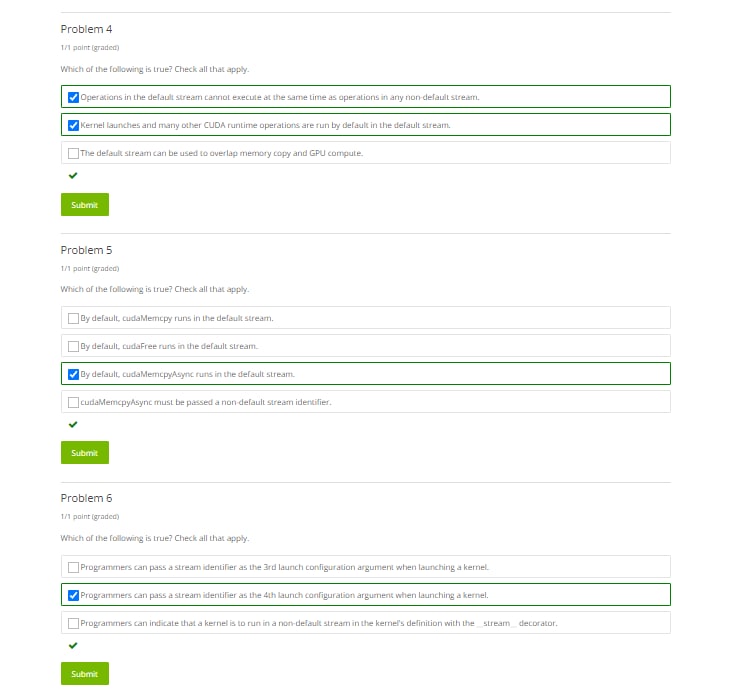 Problem 4
1/1 point (graded)
Which of the following is true? Check all that apply.
Operations in the default stream cannot execute at the same time as operations in any non-default stream.
Kernel launches and many other CUDA runtime operations are run by default in the default stream.
The default stream can be used to overlap memory copy and GPU compute.
Submit
Problem 5
1/1 point (graded)
Which of the following is true? Check all that apply.
By default, cudaMemcpy runs in the default stream.
By default, cudaFree runs in the default stream.
By default, cudaMemcpyAsync runs in the default stream.
cudaMemcpyAsync must be passed a non-default stream identifier.
Submit
Problem 6
1/1 point (graded)
Which of the following is true? Check all that apply.
Programmers can pass a stream identifier as the 3rd launch configuration argument when launching a kernel.
Programmers can pass a stream identifier as the 4th launch configuration argument when launching a kernel.
Programmers can indicate that a kernel is to run in a non-default stream in the kernel's definition with the __stream__ decorator.
Submit